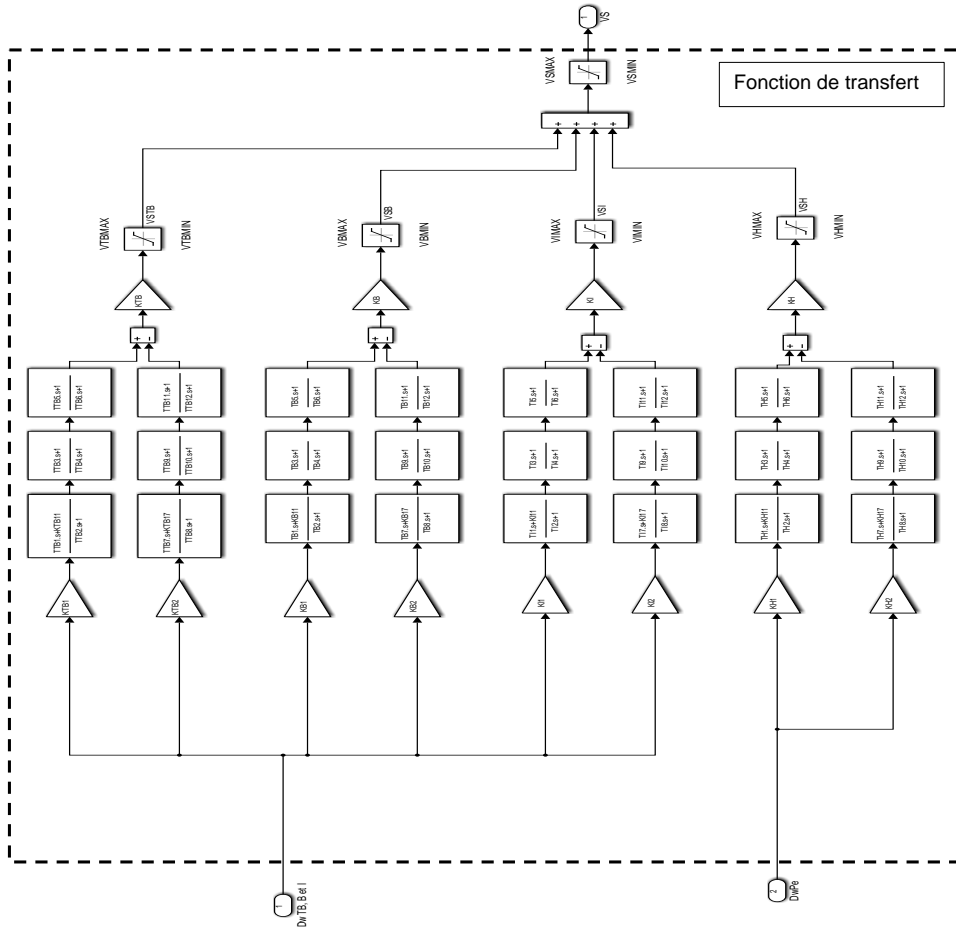 1
VS
VSMAX
VSMIN
Fonction de transfert
+
+
+
+
VTBMAX
VSTB
VTBMIN
VBMAX
VSB
VBMIN
VIMAX
VSI
VIMIN
VHMAX
VSH
VHMIN
KTB
KB
KI
KH
+
−
+
−
+
−
+
−
TTB5.s+1
TTB6.s+1
TTB11.s+1
TTB12.s+1
TB5.s+1
TB6.s+1
TB11.s+1
TB12.s+1
TI5.s+1
TI6.s+1
TI11.s+1
TI12.s+1
TH5.s+1
TH6.s+1
TH11.s+1
TH12.s+1
TTB3.s+1
TTB4.s+1
TTB9.s+1
TTB10.s+1
TB3.s+1
TB4.s+1
TB9.s+1
TB10.s+1
TI3.s+1
TI4.s+1
TI9.s+1
TI10.s+1
TH3.s+1
TH4.s+1
TH9.s+1
TH10.s+1
TTB1.s+KTB11
TTB2.s+1
TTB7.s+KTB17
TTB8.s+1
TB1.s+KB11
TB2.s+1
TB7.s+KB17
TB8.s+1
TI1.s+KI11
TI2.s+1
TI7.s+KI17
TI8.s+1
TH1.s+KH11
TH2.s+1
TH7.s+KH17
TH8.s+1
KTB1
KTB2
KB1
KB2
KI1
KI2
KH1
KH2
1
DwTB, B et I
2
DwPe